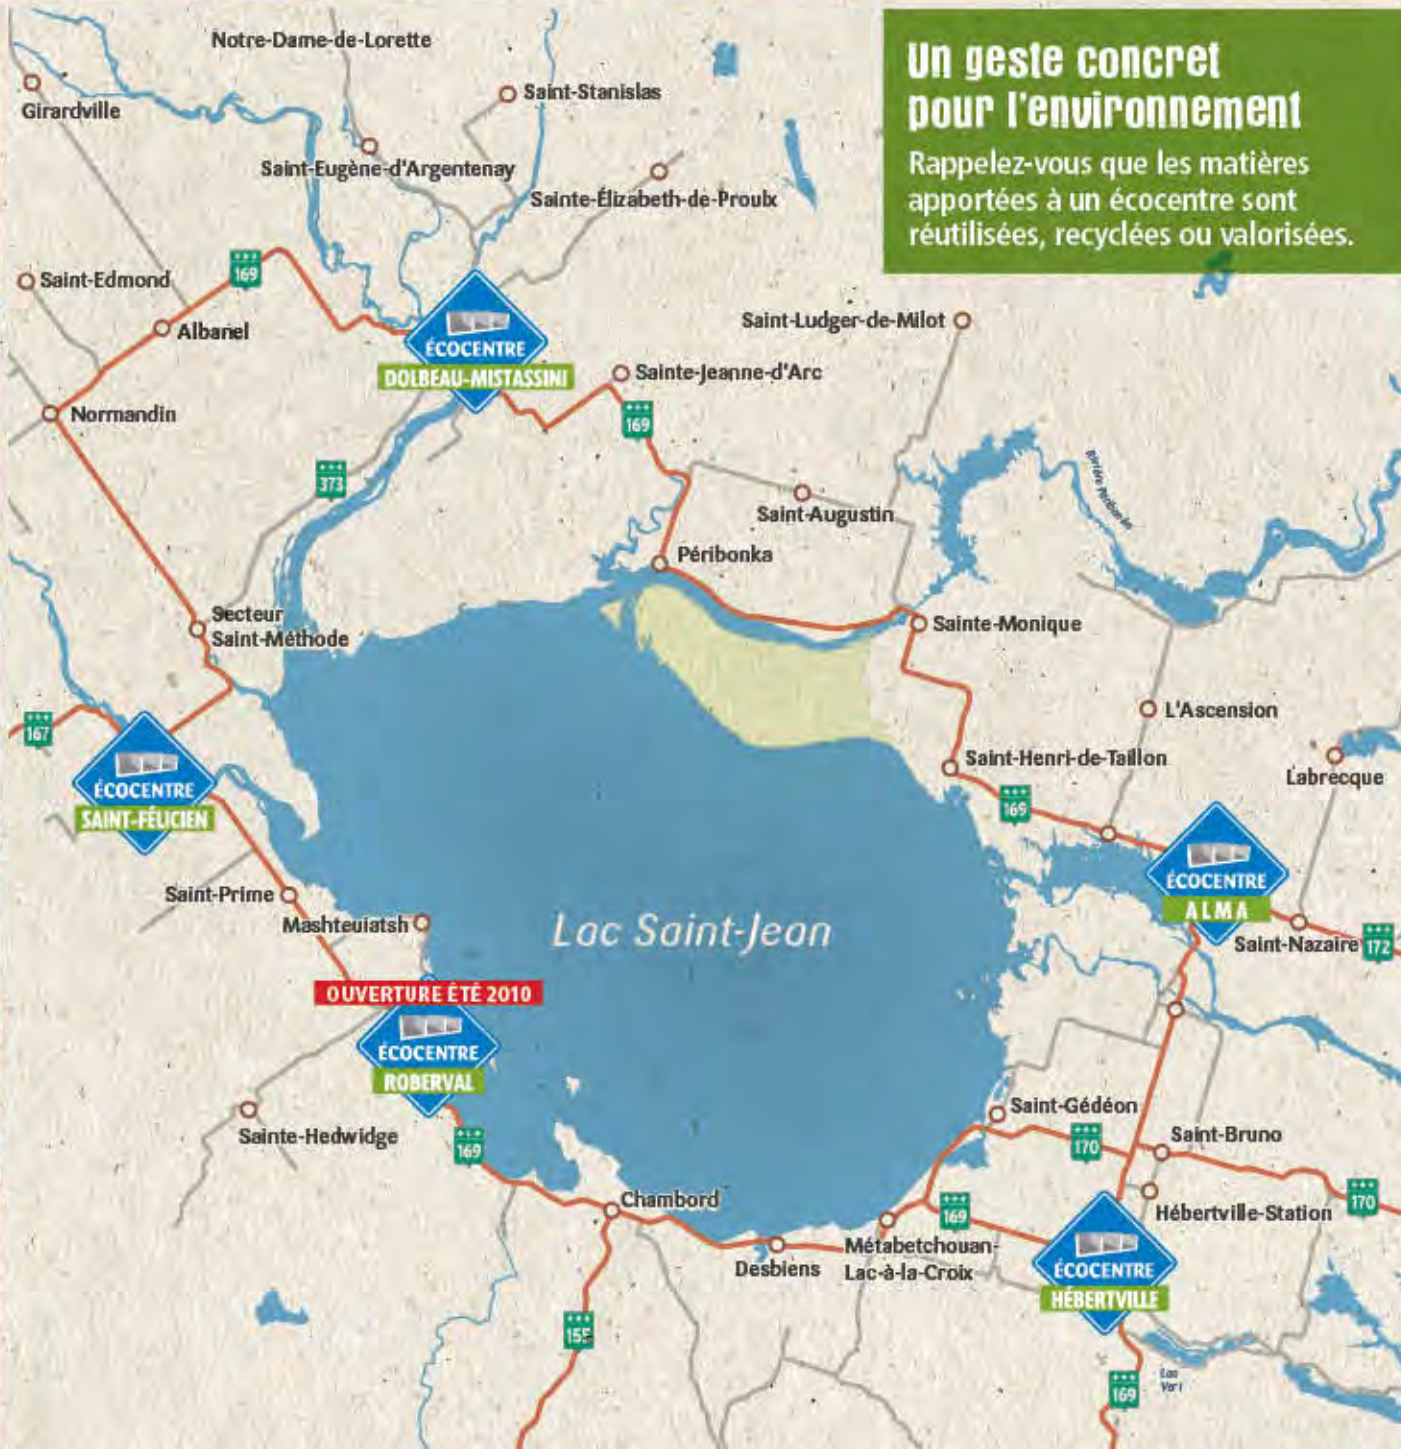 Un geste concret
pour l'environnement
Rappelez-vous que les matières
apportées à un écocentre sont
réutilisées, recyclées ou valorisées.
Notre-Dame-de-Lorette
Girardville
Saint-Stanislas
Saint-Eugène-d'Argentenay
Sainte-Élizabeth-de-Proulx
169
Saint-Edmond
Albanel
ÉCOCENTRE
DOLBEAU-MISTASSINI
Saint-Ludger-de-Milot
Sainte-Jeanne-d'Arc
Normandin
169
373
Saint-Augustin
Péribonka
Secteur
Saint-Méthode
Sainte-Monique
L'Ascension
167
Saint-Henri-de-Taillon
Labrecque
ÉCOCENTRE
SAINT-FÉLICIEN
169
ÉCOCENTRE
ALMA
Saint-Prime
Mashteuiatsh
Lac Saint-Jean
Saint-Nazaire
172
OUVERTURE ÉTÉ 2010
ÉCOCENTRE
ROBERVAL
Saint-Gédéon
Sainte-Hedwidge
169
170
Saint-Bruno
Chambord
170
169
Hébertville-Station
Desbiens
Métabetchouan-
Lac-à-la-Croix
ÉCOCENTRE
HÉBERTVILLE
155
169
Lac
Vert